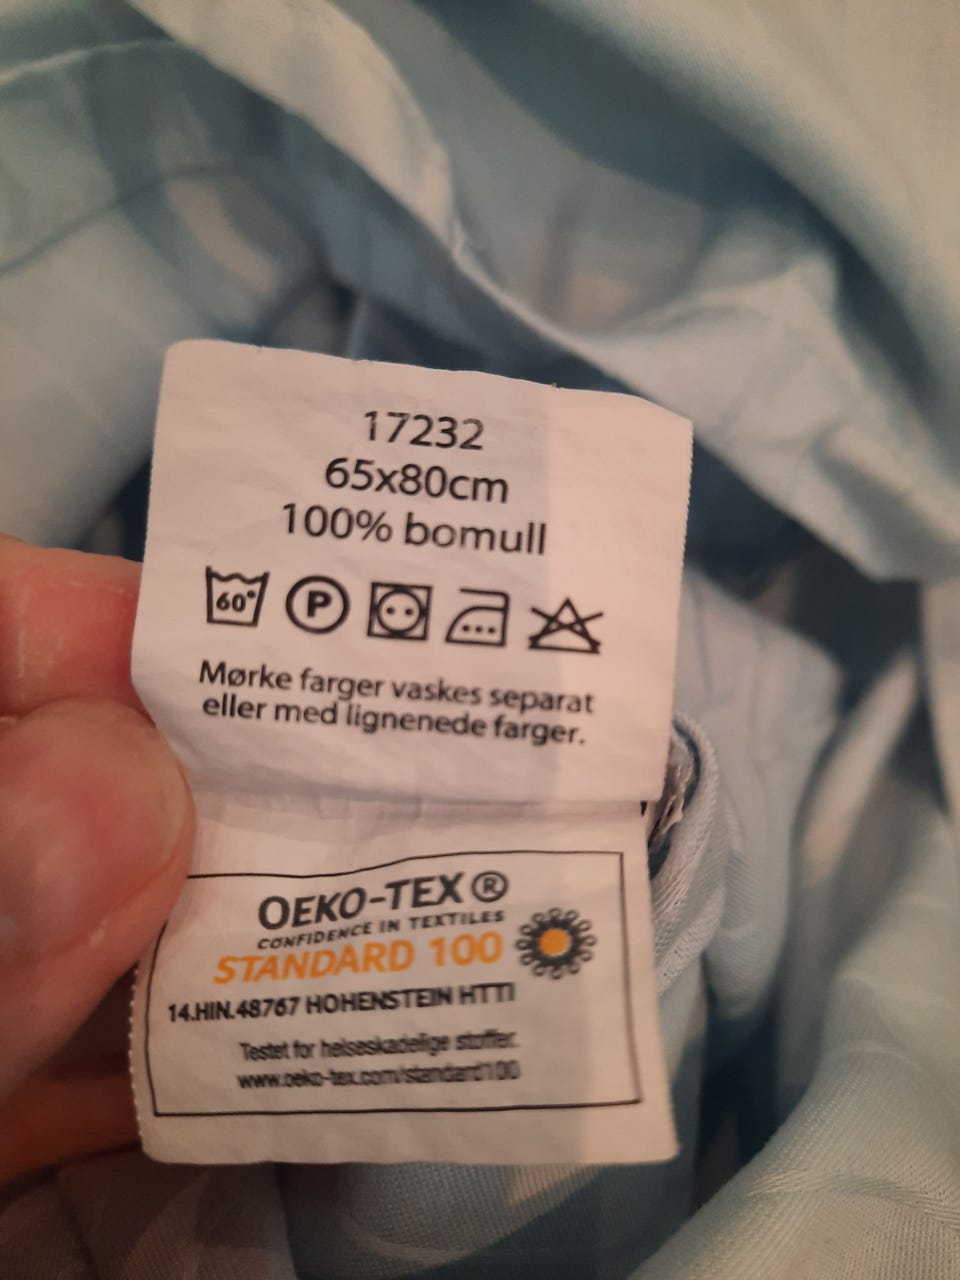 17232
65x80cm
100% bomull
60°
P
Mørke farger vaskes separat
eller med lignenede farger.
OEKO-TEX®
CONFIDENCE IN TEXTILES
STANDARD 100
14.HIN.48767 HOHENSTEIN HTTI
Testet for helseskadelige stoffer.
www.oeko-tex.com/standard100